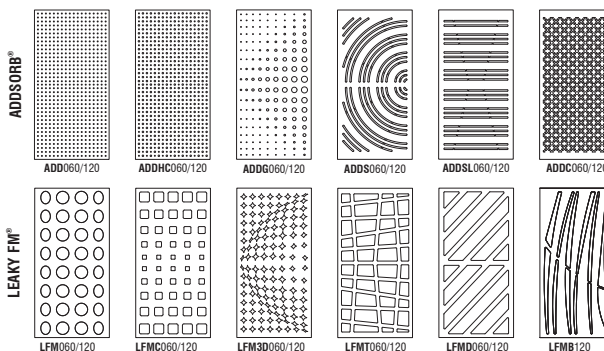 ADDSORB®
ADD060/120 ADDHC060/120 ADDG060/120 ADDS060/120 ADDSL060/120 ADDC060/120
LEAKY FM®
LFM060/120 LFMC060/120 LFM3D060/120 LFMT060/120 LFMD060/120 LFMB120